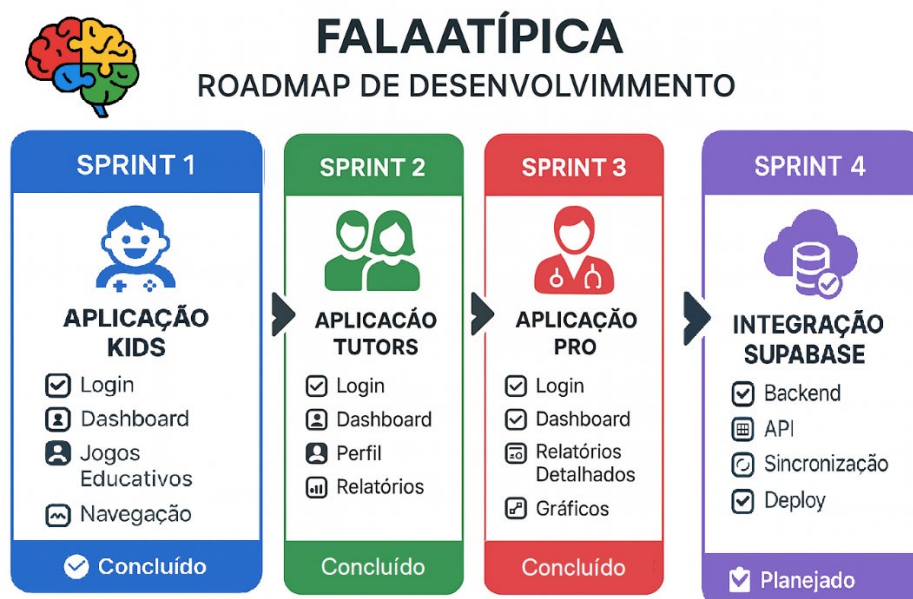 FALAATÍPICA
ROADMAP DE DESENVOLVIMMENTO
SPRINT 1
APLICAÇÃO
KIDS
Login
Dashboard
Jogos
Educativos
Navegação
Concluído
SPRINT 2
APLICACÁO
TUTORS
Login
Dashboard
Perfil
Relatórios
Concluído
SPRINT 3
APLICAÇÃO
PRO
Login
Dashboard
Relatórios
Detalhados
Gráficos
Concluído
SPRINT 4
INTEGRAÇÃO
SUPABASE
Backend
API
Sincronização
Deploy
Planejado